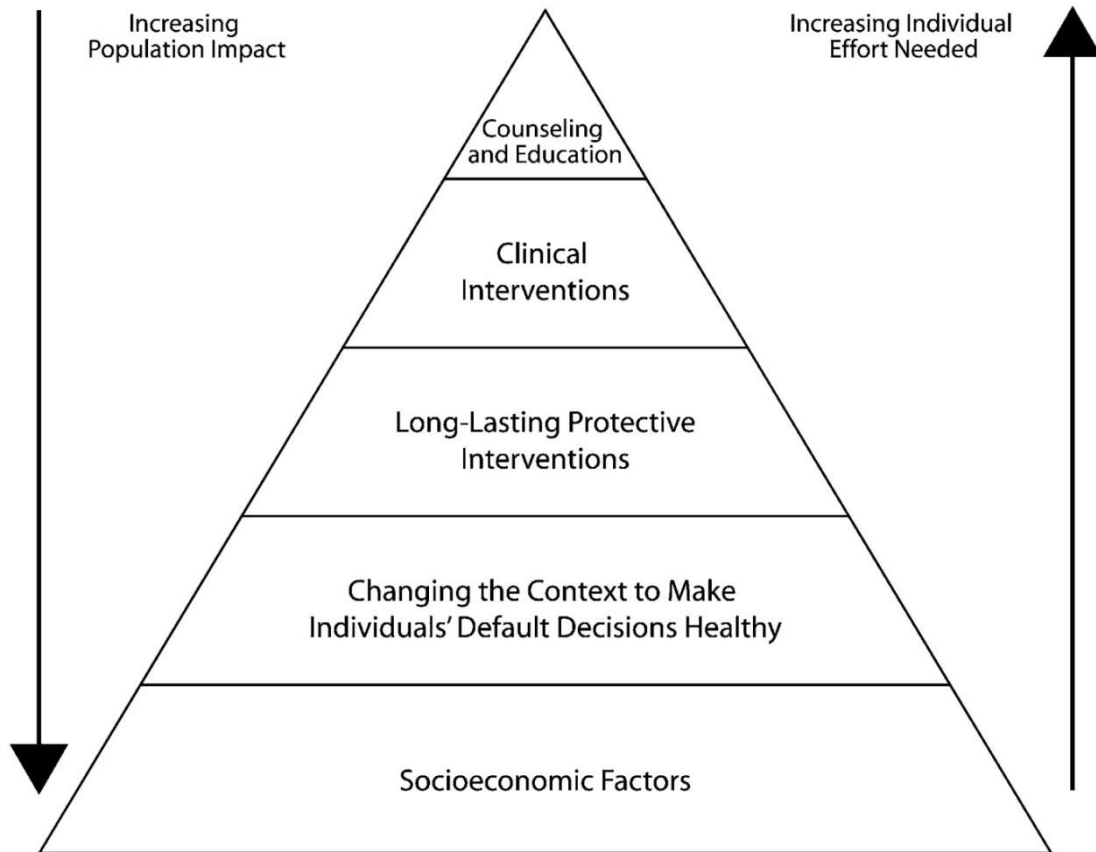 Increasing
Population Impact
Increasing Individual
Effort Needed
Counseling
and Education
Clinical
Interventions
Long-Lasting Protective
Interventions
Changing the Context to Make
Individuals’ Default Decisions Healthy
Socioeconomic Factors